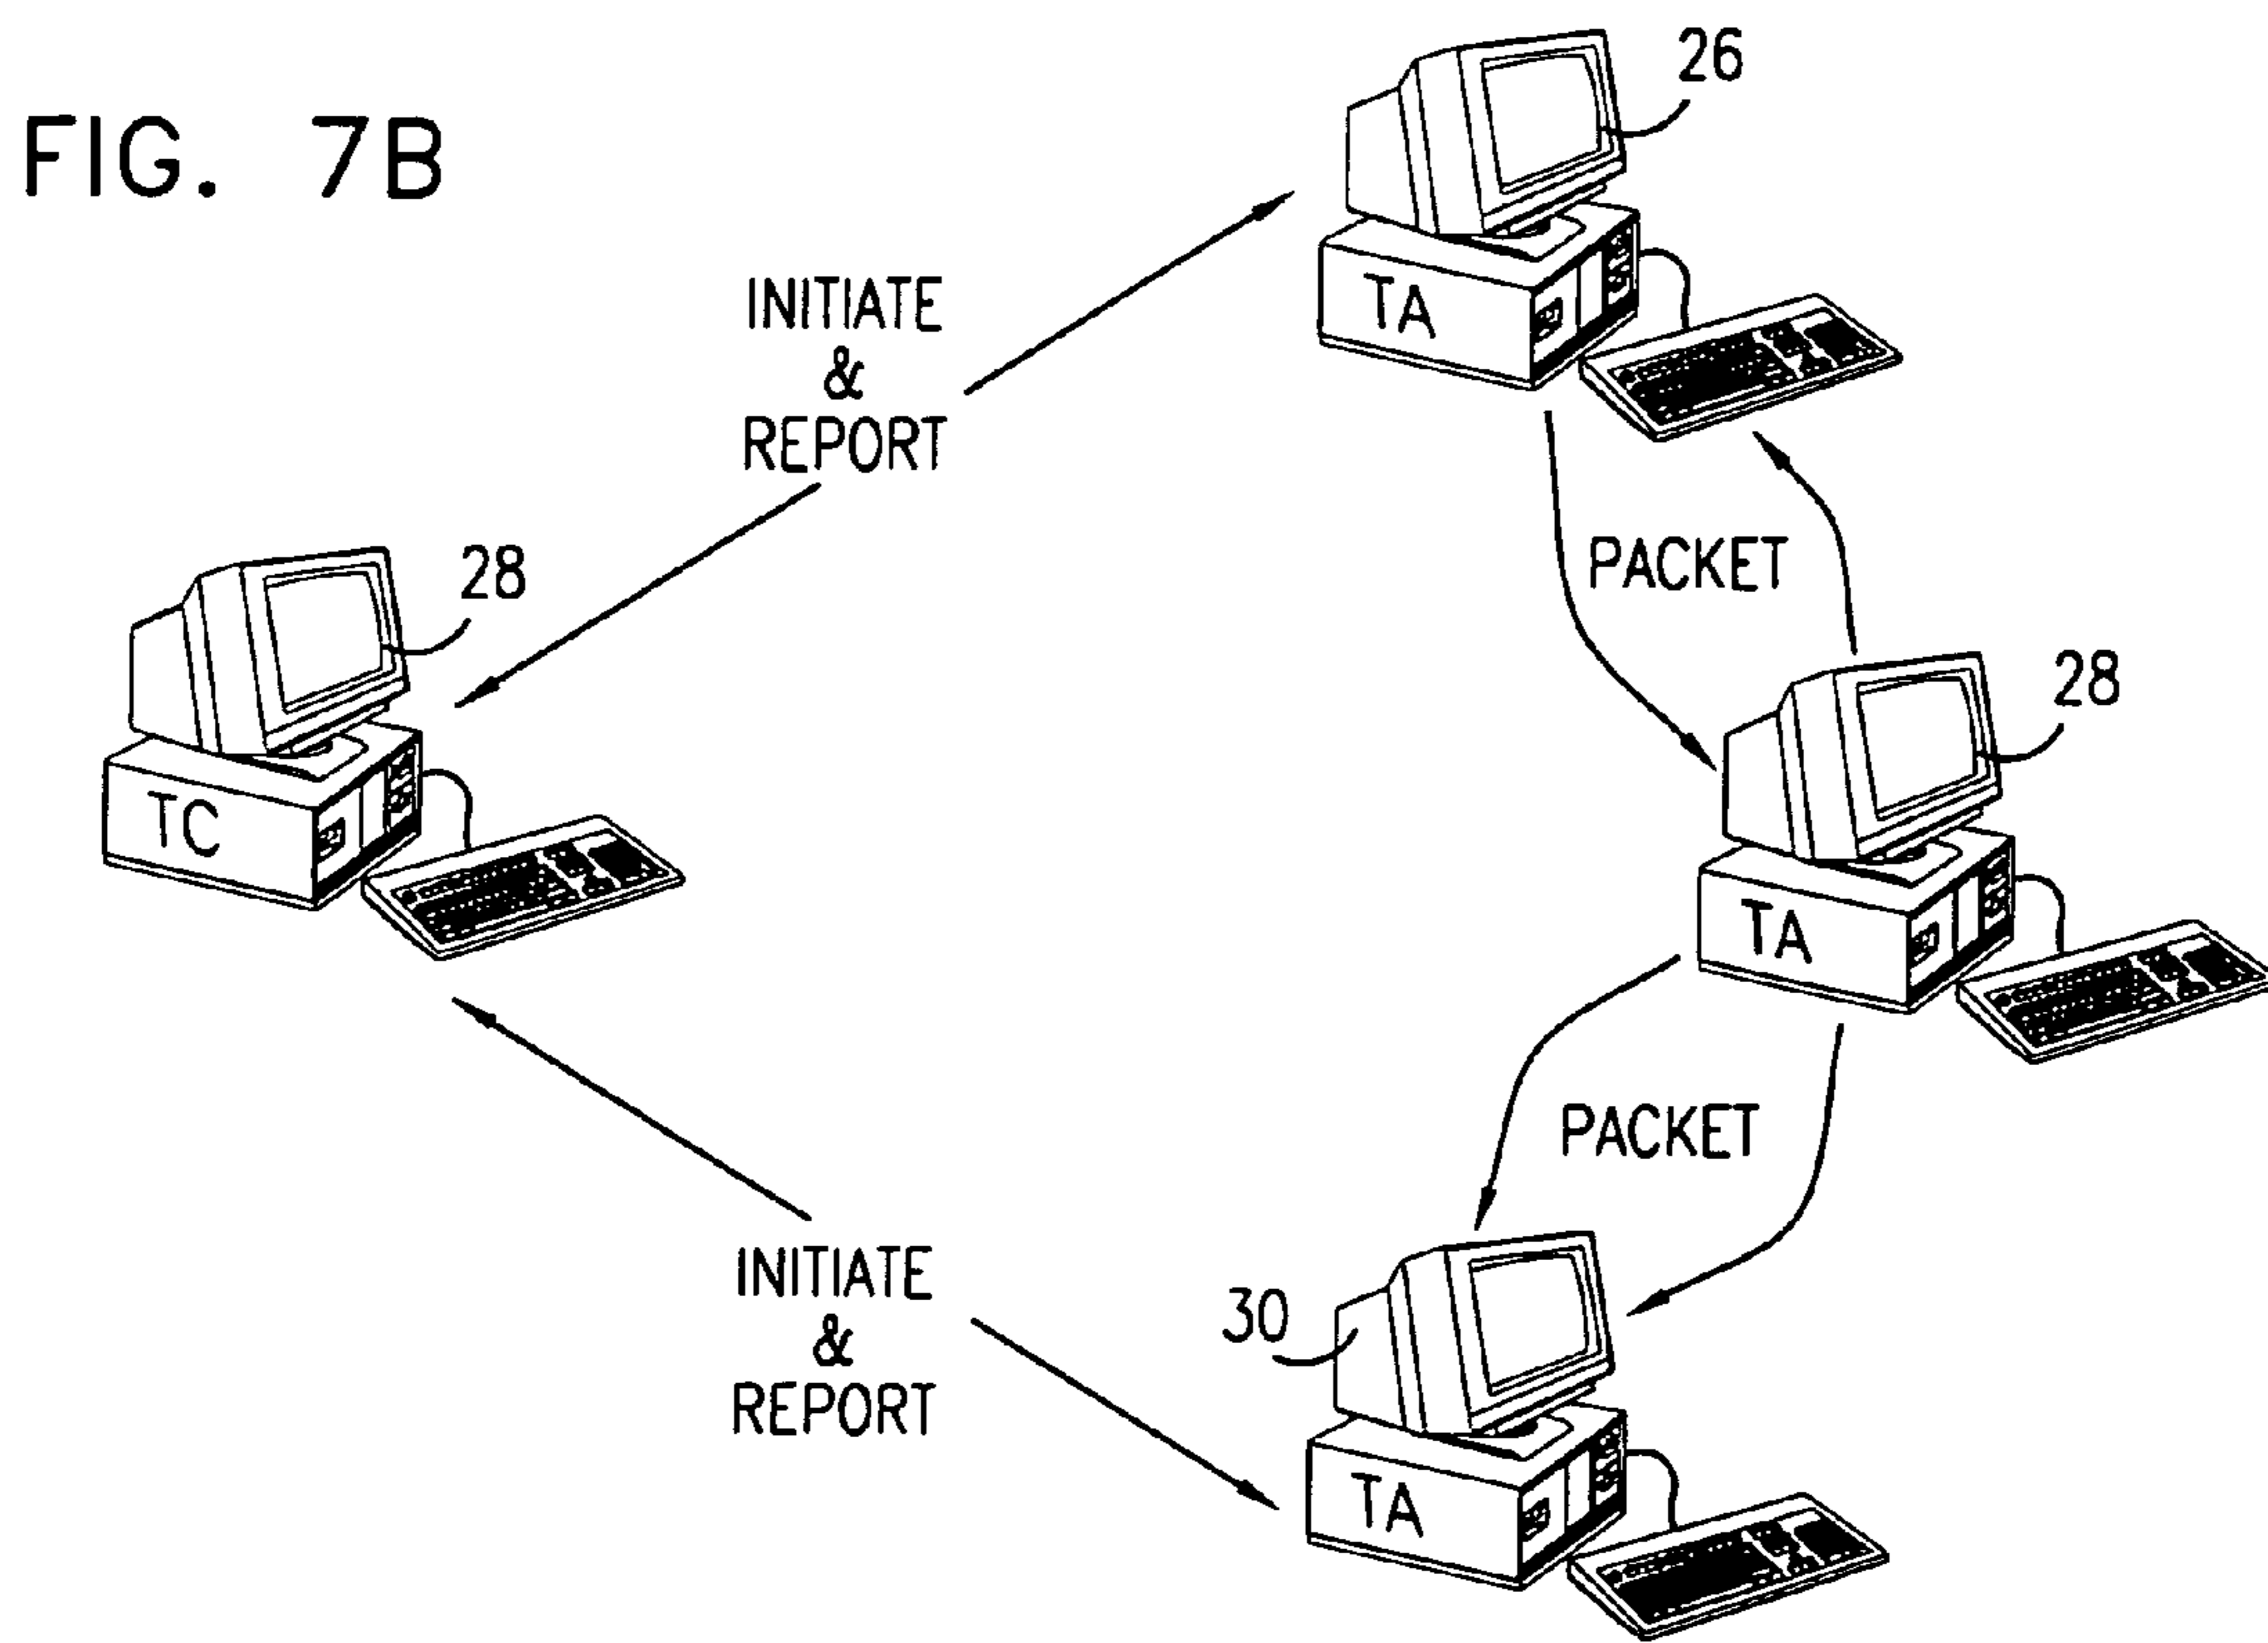 FIG. 7B
26
TA
INITIATE
&
REPORT
PACKET
28
TC
28
TA
PACKET
INITIATE
&
REPORT
30
TA